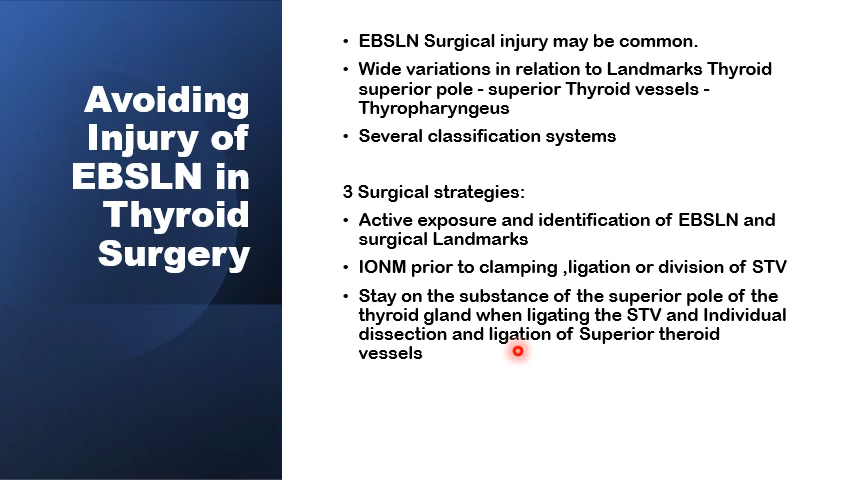 Avoiding
Injury of
EBSLN in
Thyroid
Surgery
• EBSLN Surgical injury may be common.
• Wide variations in relation to Landmarks Thyroid
superior pole - superior Thyroid vessels -
Thyropharyngeus
• Several classification systems
3 Surgical strategies:
• Active exposure and identification of EBSLN and
surgical Landmarks
• IONM prior to clamping ,ligation or division of STV
• Stay on the substance of the superior pole of the
thyroid gland when ligating the STV and Individual
dissection and ligation of Superior theroid
vessels